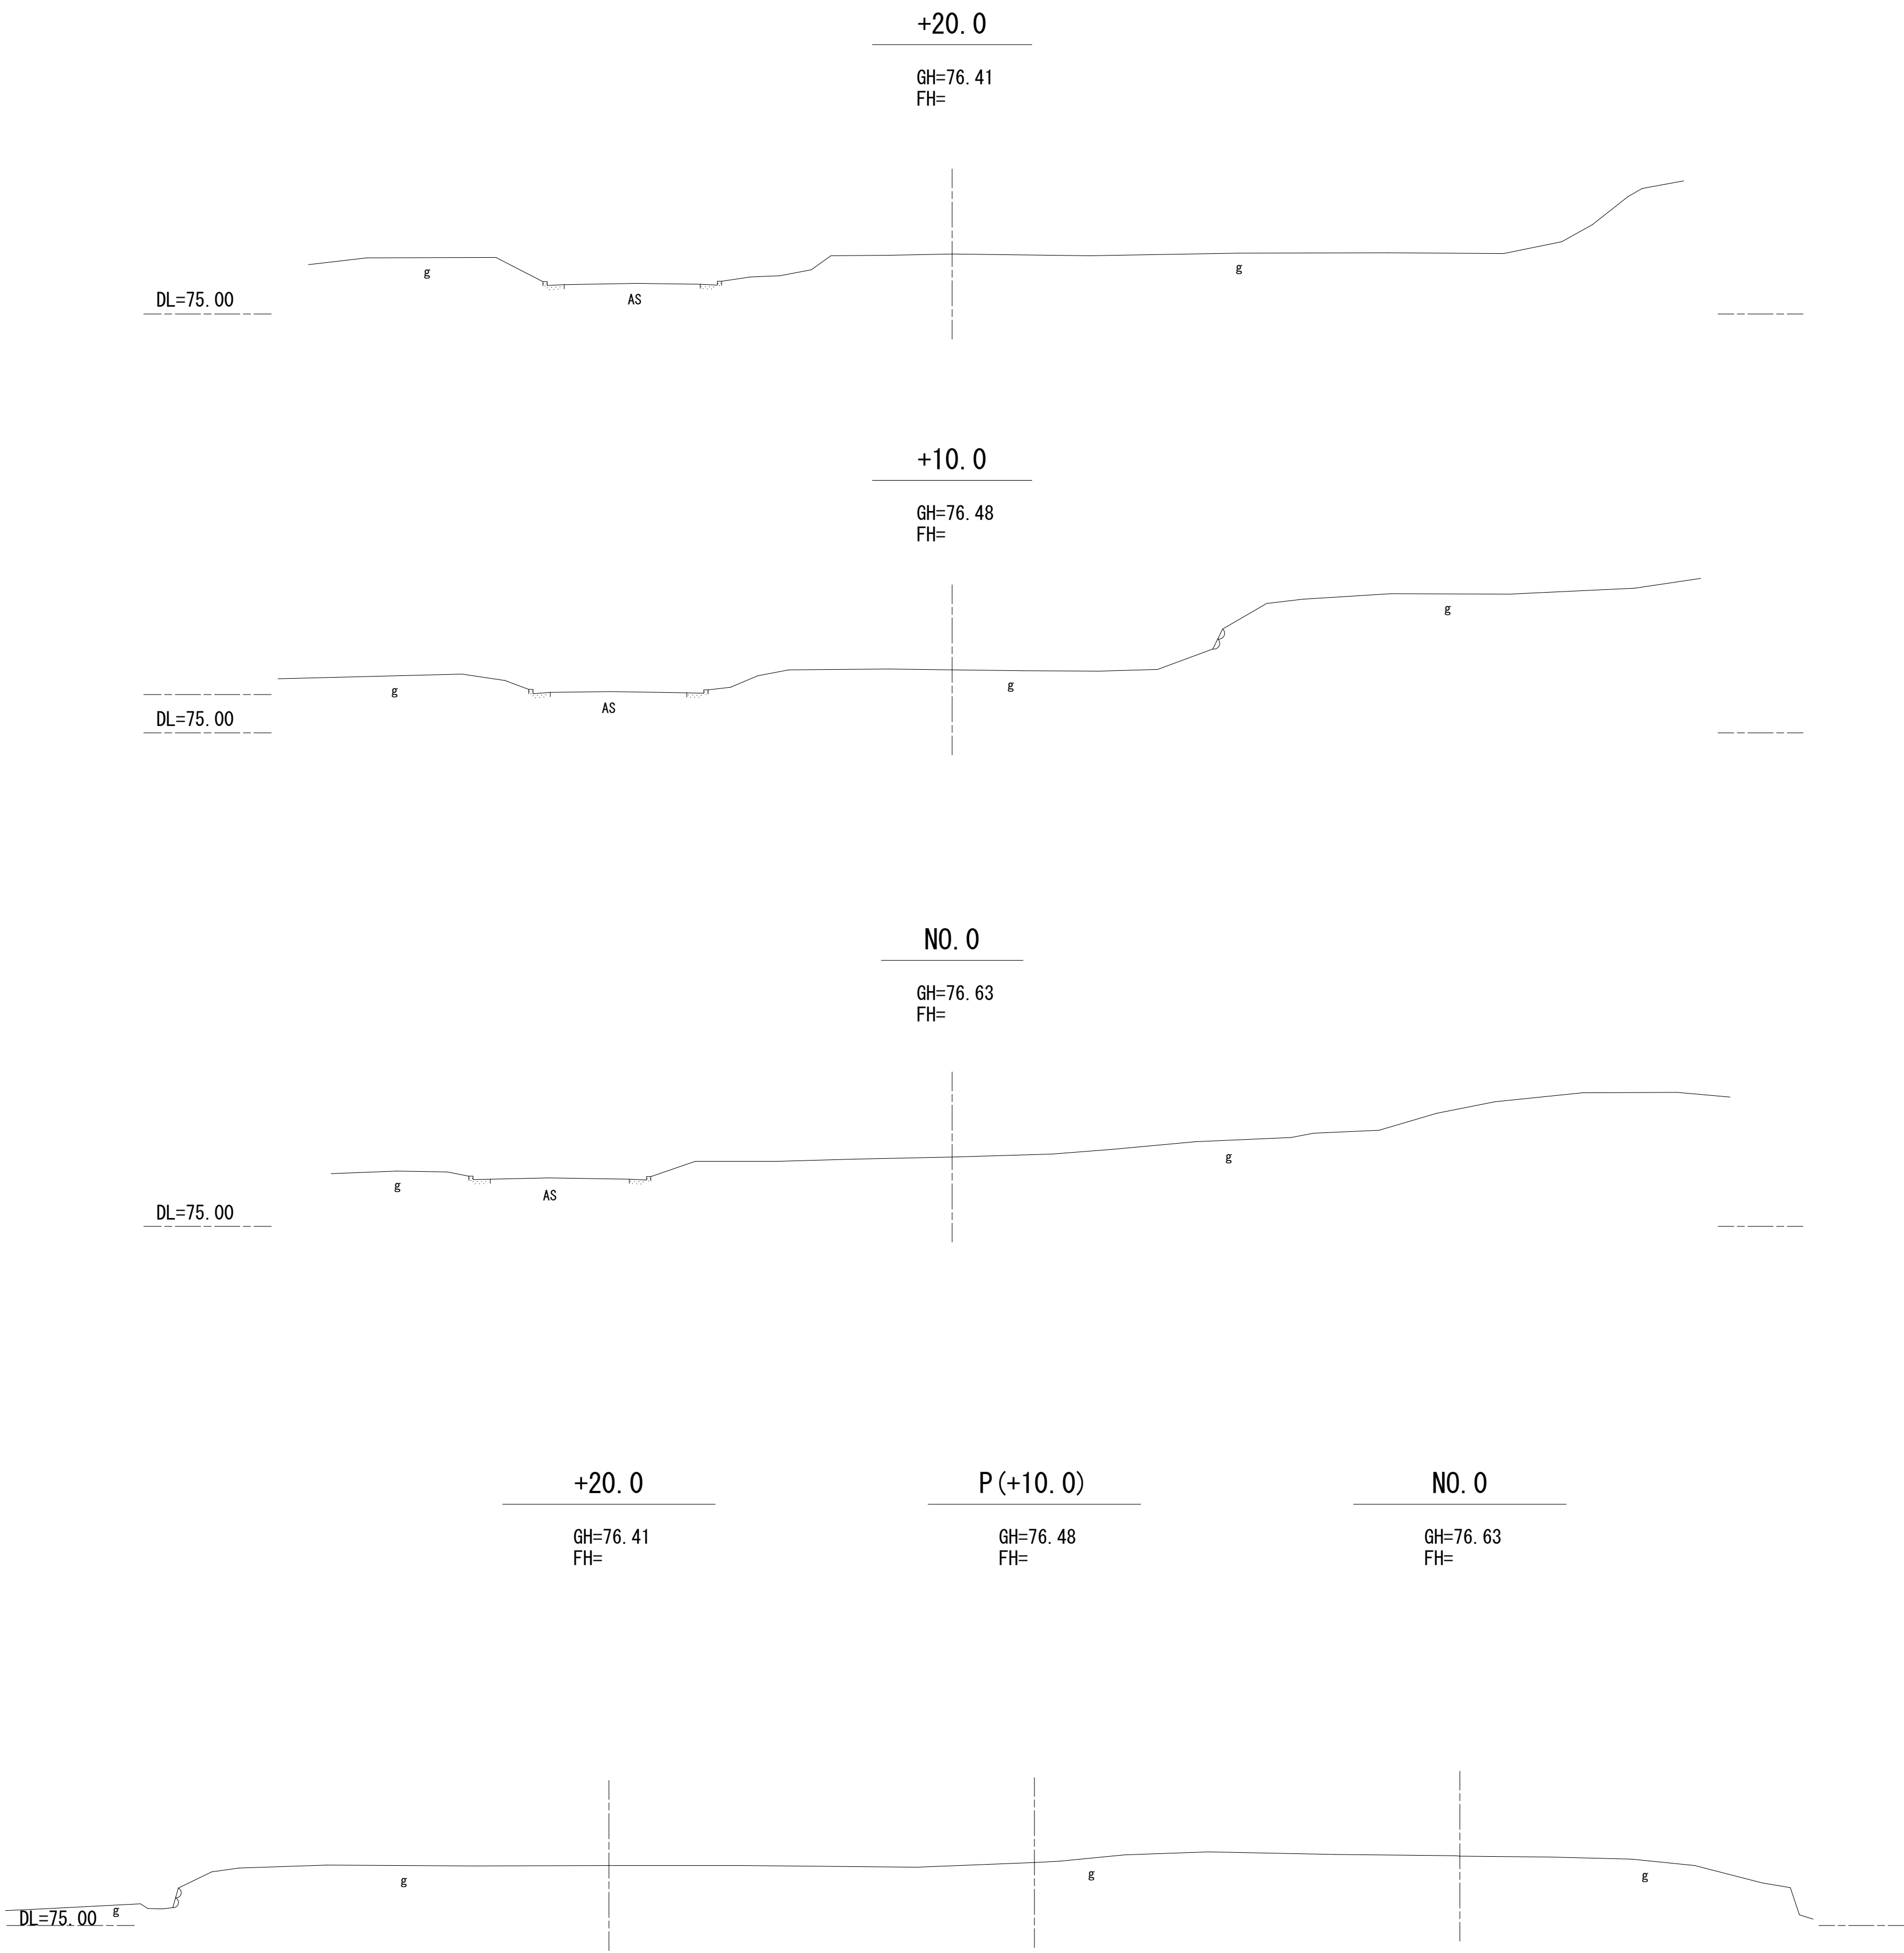 +20.0
GH=76.41
FH=
g
g
DL=75.00
AS
+10.0
GH=76.48
FH=
g
g
g
AS
DL=75.00
NO.0
GH=76.63
FH=
g
g
AS
DL=75.00
+20.0
P(+10.0)
NO.0
GH=76.41
GH=76.48
GH=76.63
FH=
FH=
FH=
g
g
g
g
DL=75.00